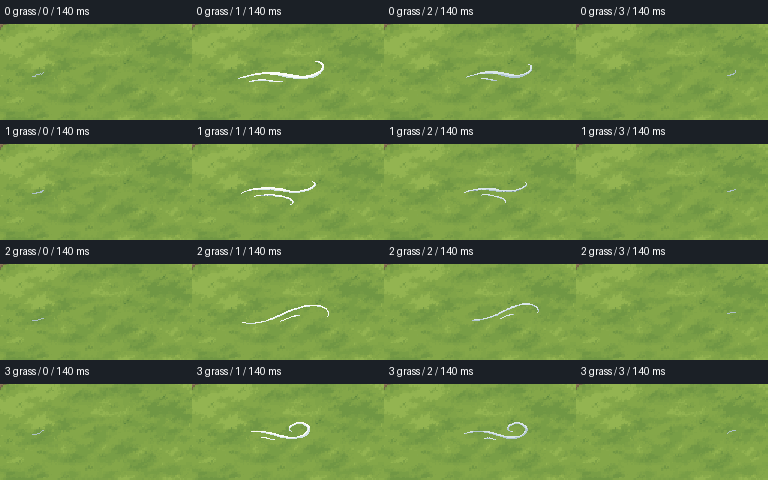 0 grass / 0 / 140 ms
0 grass / 1 / 140 ms
0 grass / 2 / 140 ms
0 grass / 3 / 140 ms
1 grass / 0 / 140 ms
1 grass / 1 / 140 ms
1 grass / 2 / 140 ms
1 grass / 3 / 140 ms
2 grass / 0 / 140 ms
2 grass / 1 / 140 ms
2 grass / 2 / 140 ms
2 grass / 3 / 140 ms
3 grass / 0 / 140 ms
3 grass / 1 / 140 ms
3 grass / 2 / 140 ms
3 grass / 3 / 140 ms